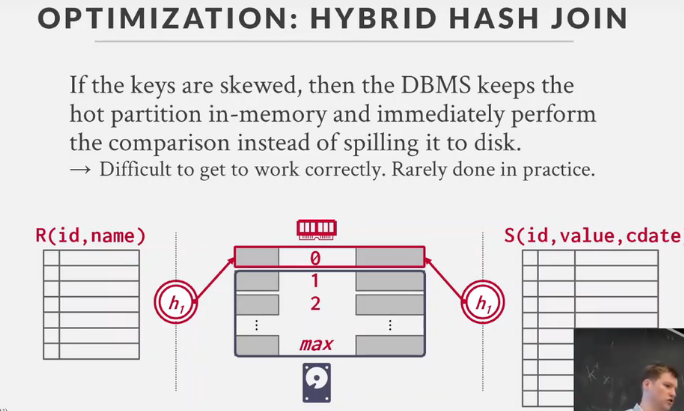 OPTIMIZATION: HYBRID HASH JOIN
If the keys are skewed, then the DBMS keeps the
hot partition in-memory and immediately perform
the comparison instead of spilling it to disk.
→ Difficult to get to work correctly. Rarely done in practice.
R(id,name)
S(id,value,cdate
h₁
0
h₁
1
2
⋮
⋮
max